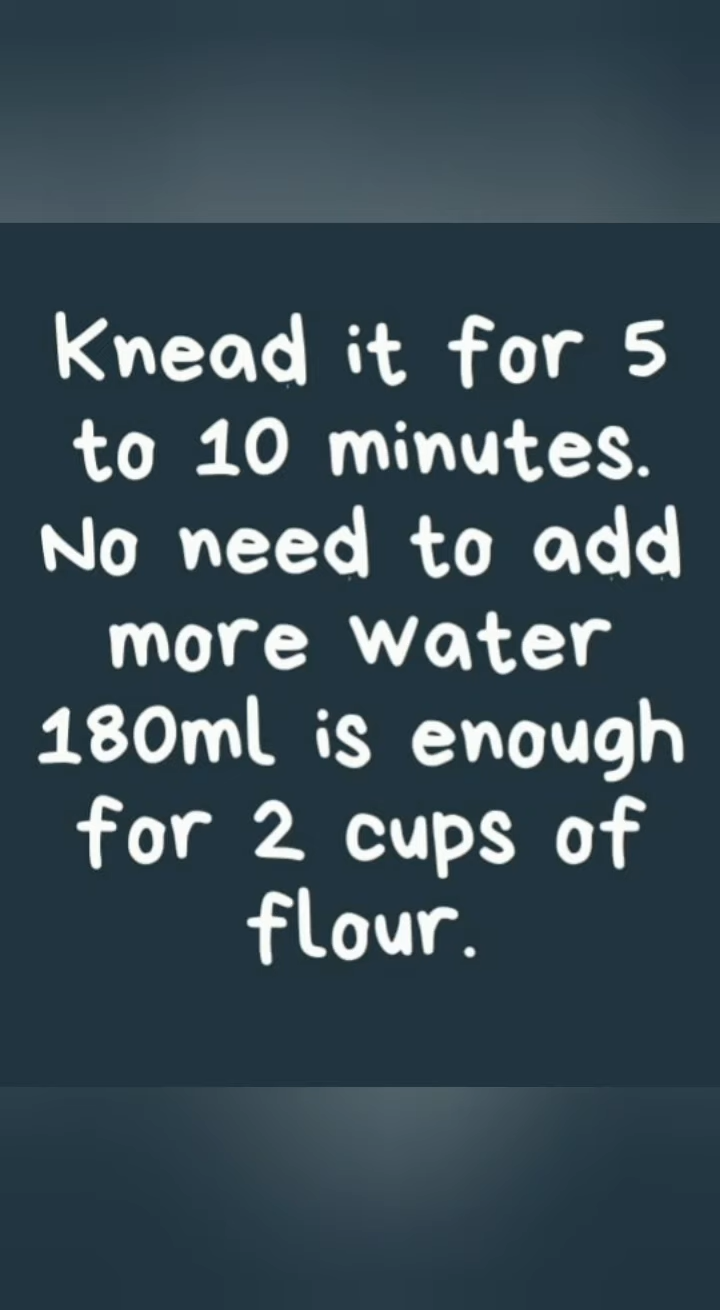 Knead it for 5
to 10 minutes.
No need to add
more water
180ml is enough
for 2 cups of
flour.